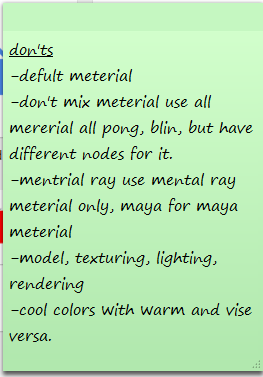 don'ts
-defult meterial
-don't mix meterial use all
mererial all pong, blin, but have
different nodes for it.
-mentrial ray use mental ray
meterial only, maya for maya
meterial
-model, texturing, lighting,
rendering
-cool colors with warm and vise
versa.